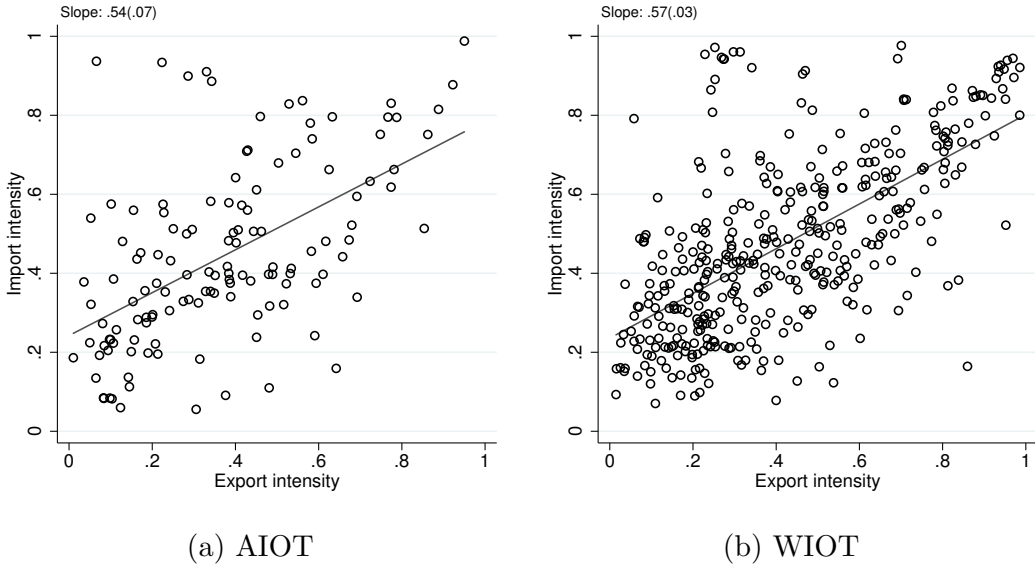 Slope: .54(.07)
Import intensity
0 .2 .4 .6 .8 1
0 .2 .4 .6 .8 1
Export intensity
(a) AIOT
Slope: .57(.03)
Import intensity
0 .2 .4 .6 .8 1
0 .2 .4 .6 .8 1
Export intensity
(b) WIOT